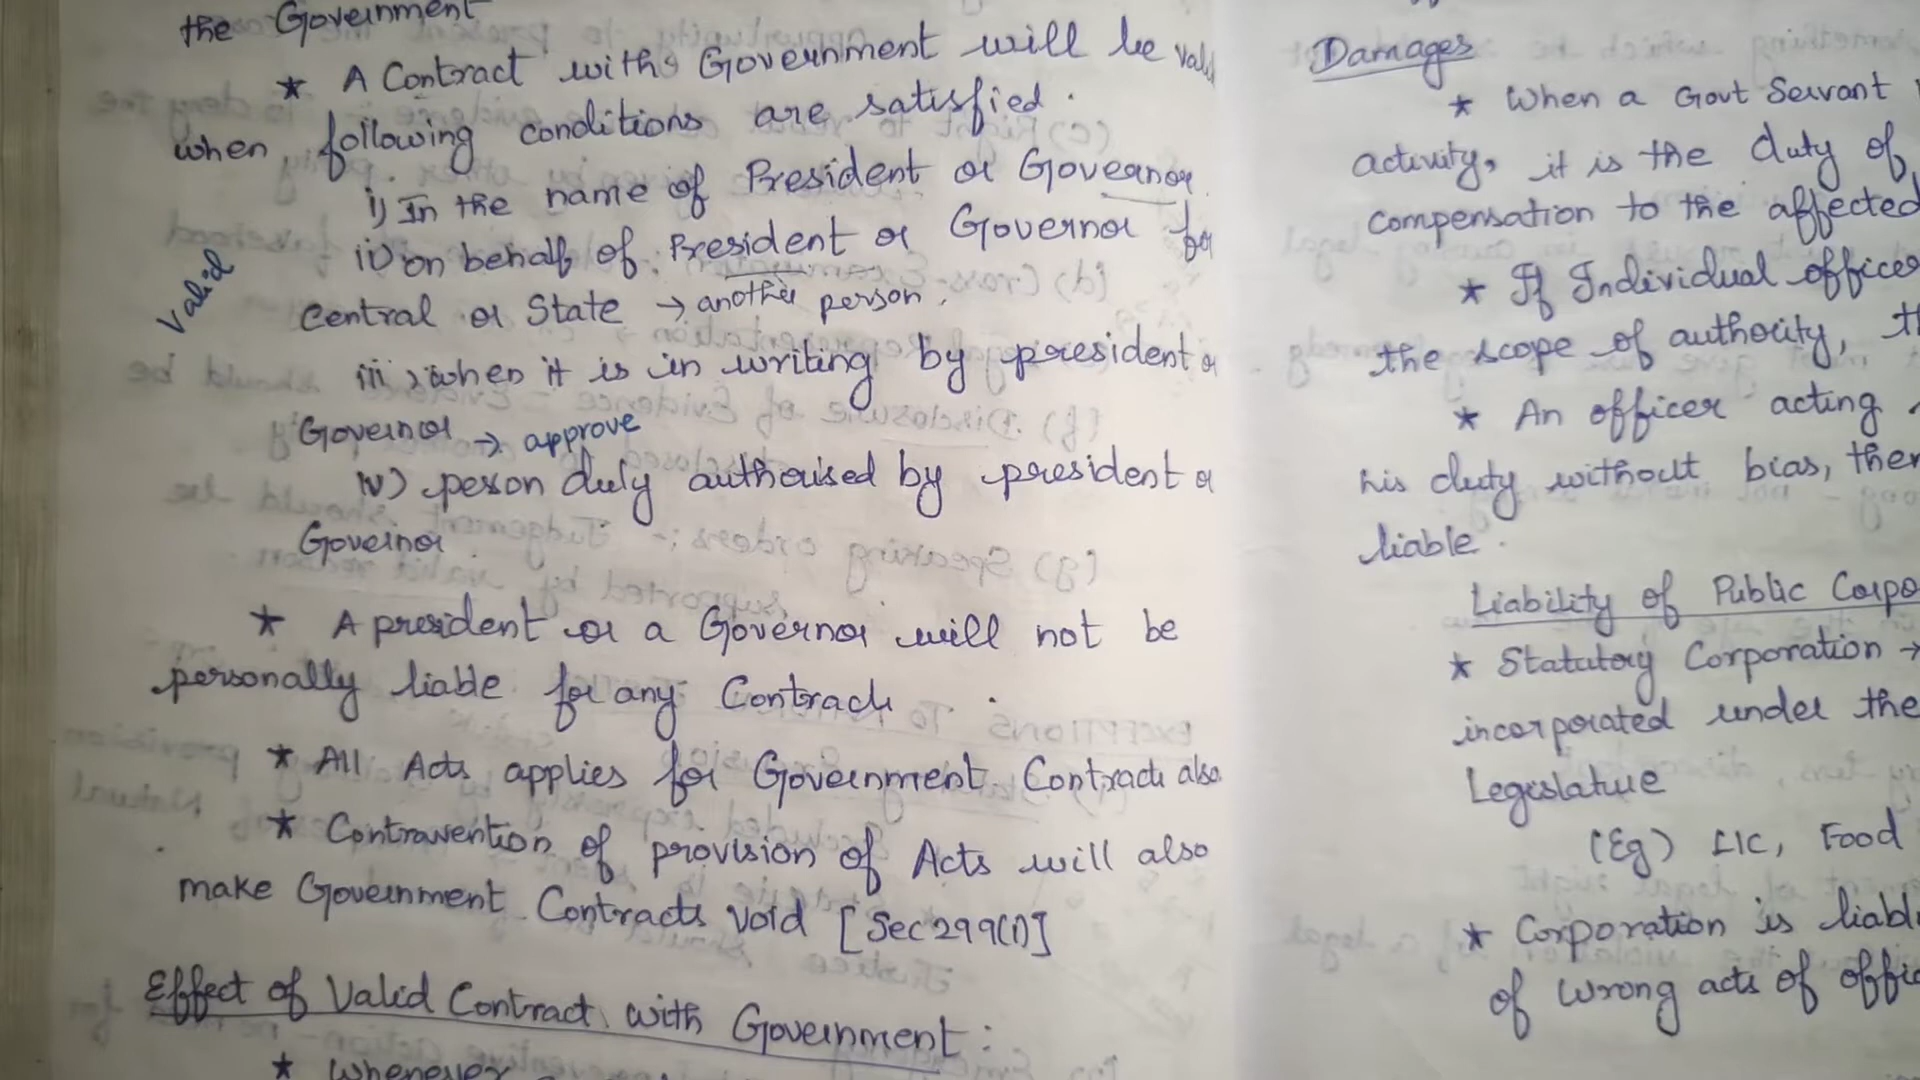 the Government
* A Contract with Government will be valid
when following conditions are satisfied.
i) In the name of President or Governor
ii) on behalf of President or Governor for
Central or State → another person.
Valid
iii) when it is in writing by president or
Governor → approve
iv) person duly authorised by president or
Governor.
* A president or a Governor will not be
personally liable for any Contract.
* All Acts applies for Government Contract also
* Contravention of provision of Acts will also
make Government Contracts void [Sec 299(1)]
Effect of Valid Contract with Government:
* Whenever
Damages
* When a Govt Servant
activity, it is the duty of
compensation to the affected
* If Individual officer
the scope of authority,
* An officer acting
his duty without bias,
liable.
Liability of Public Corpo
* Statutory Corporation →
incorporated under the
Legislature
(Eg) LIC, Food
* Corporation is liable
of wrong acts of offic